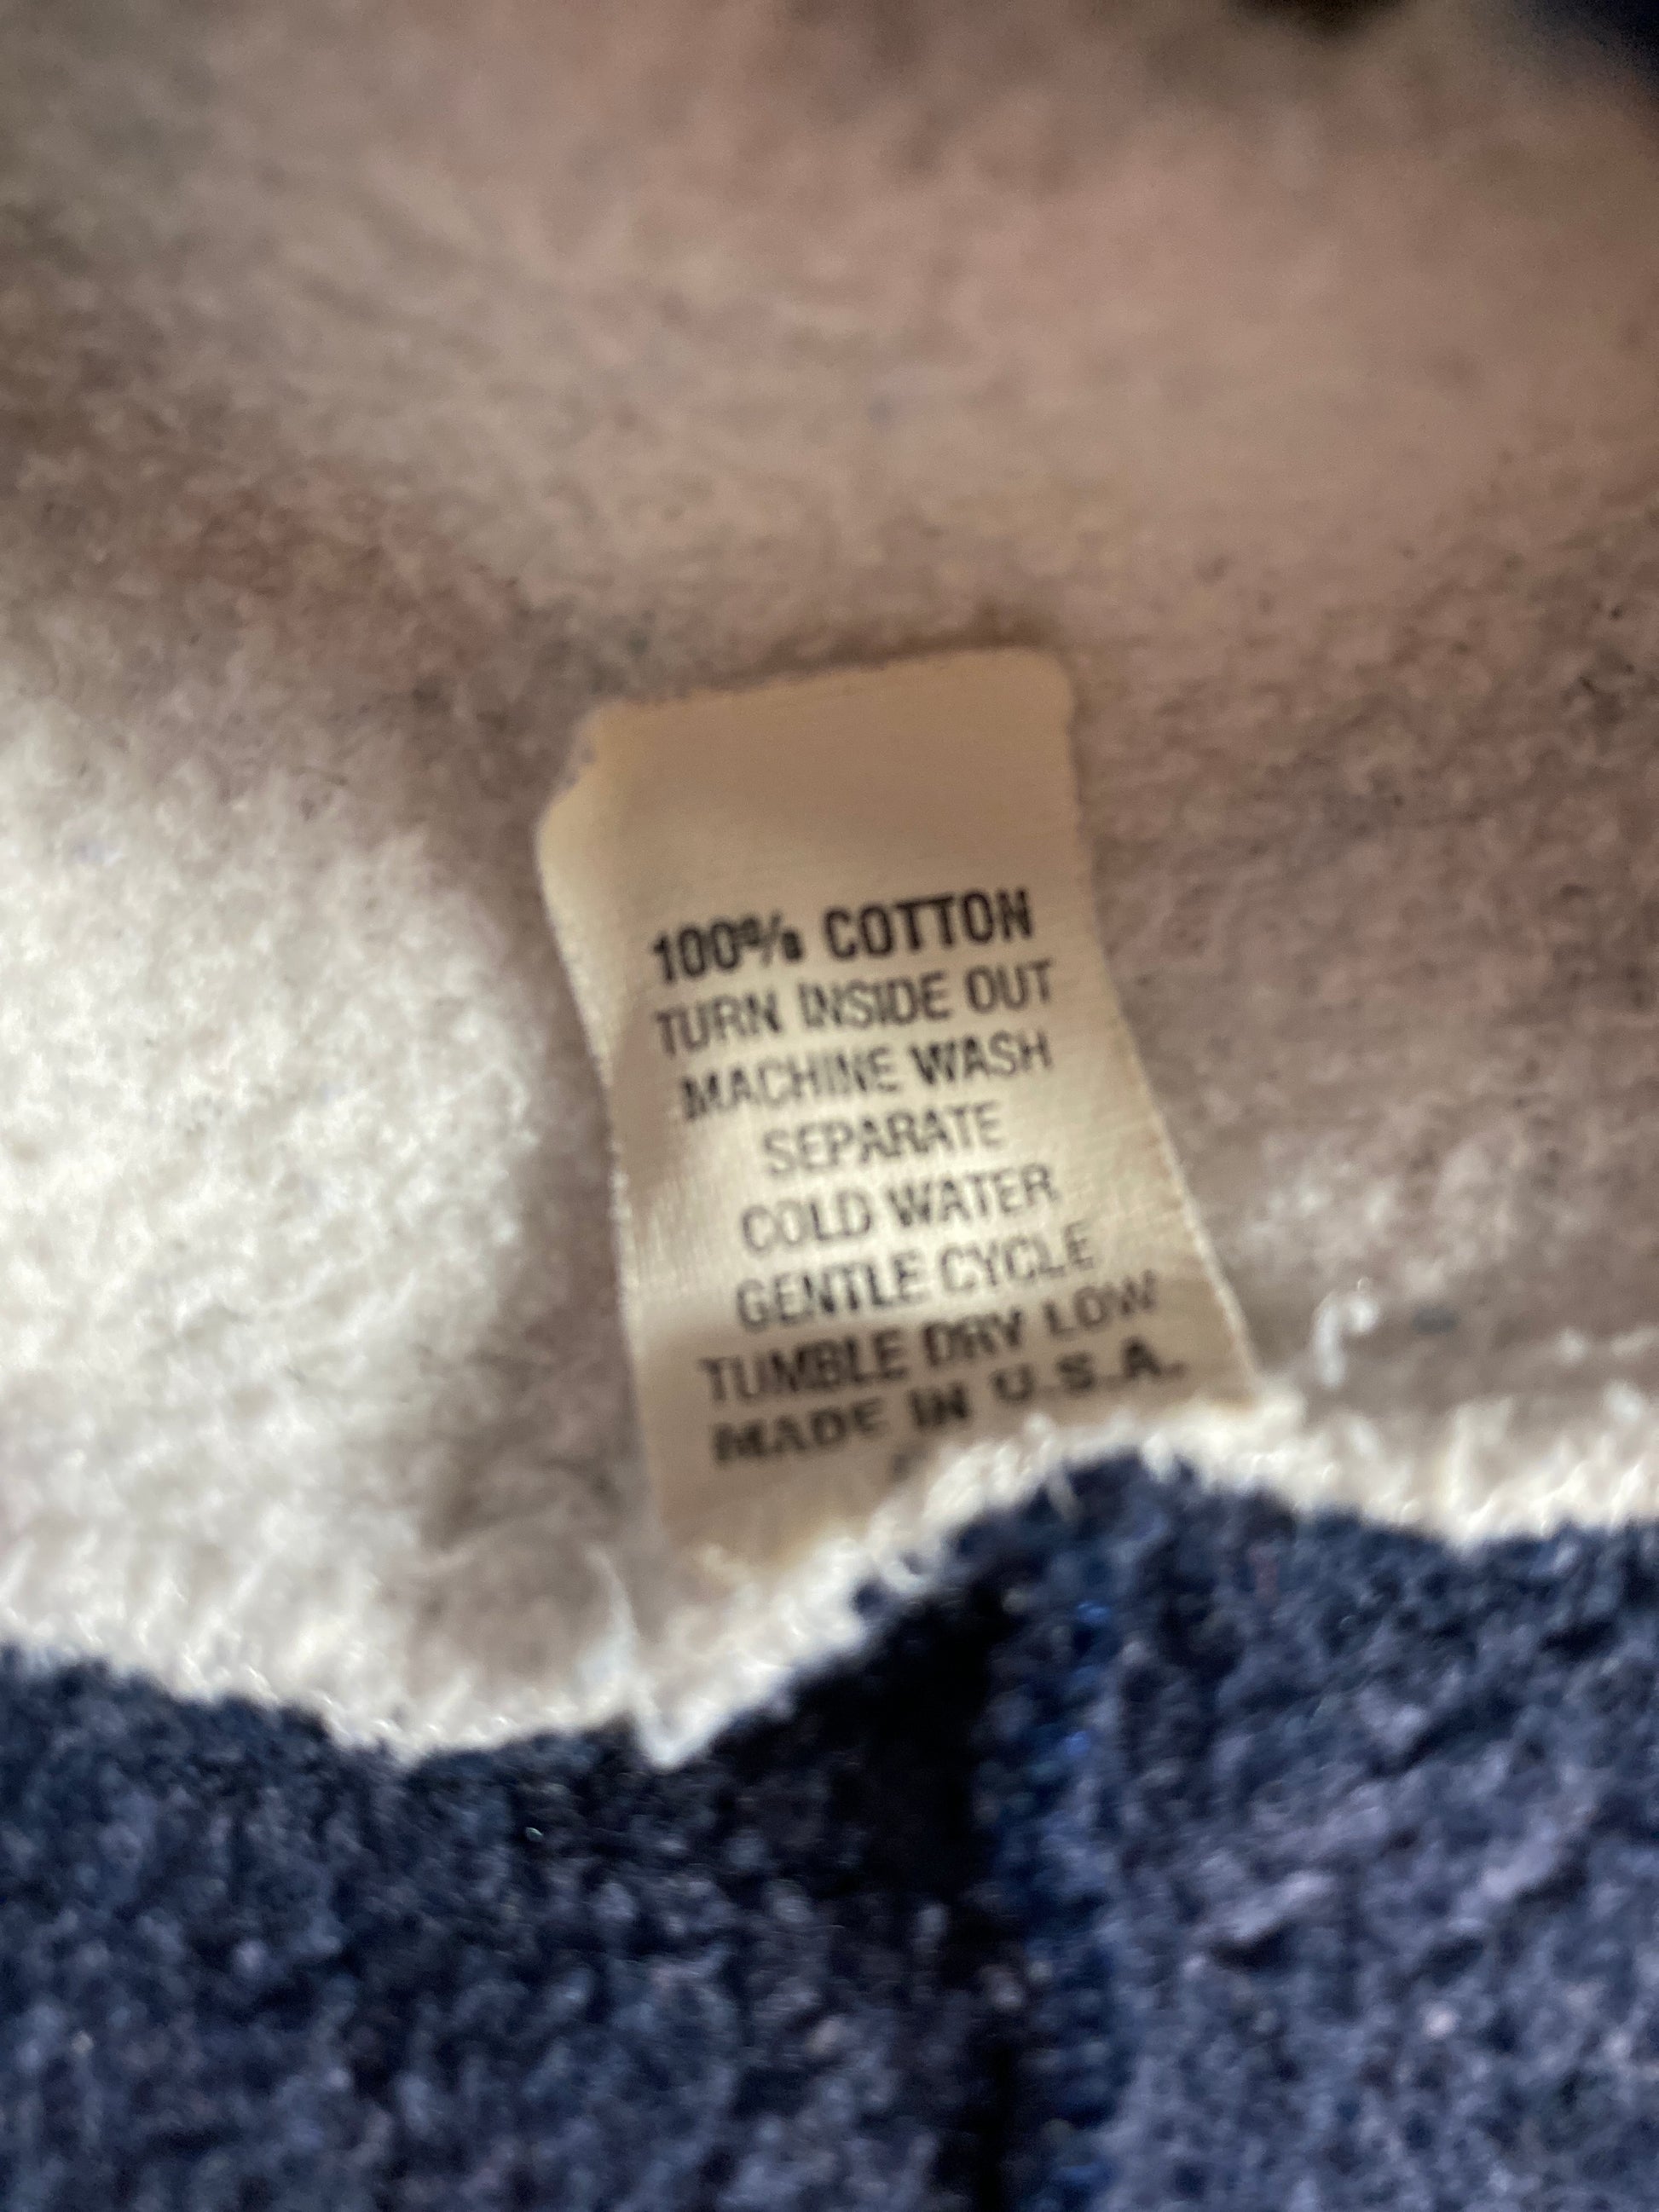 100% COTTON
TURN INSIDE OUT
MACHINE WASH
SEPARATE
COLD WATER
GENTLE CYCLE
TUMBLE DRY LOW
MADE IN U.S.A.